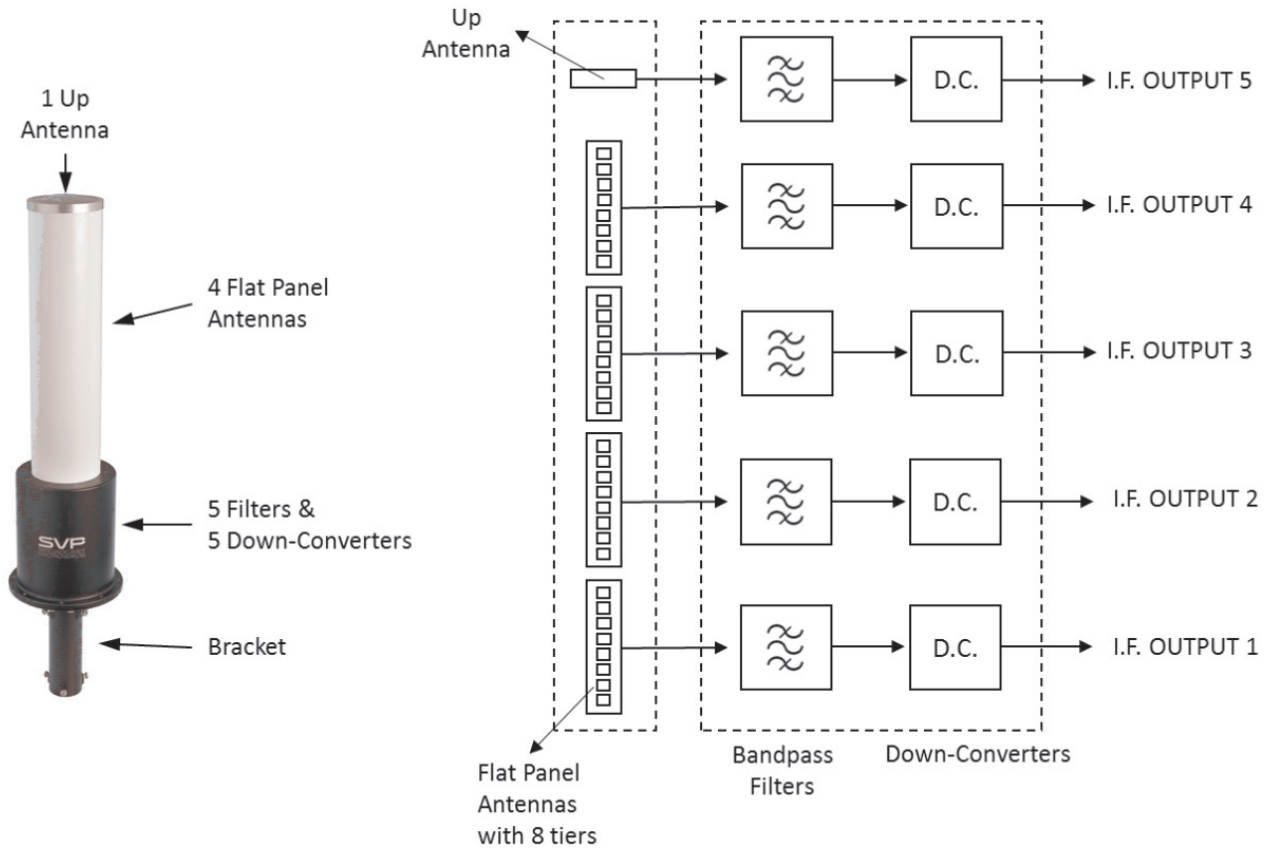 1 Up
Antenna
4 Flat Panel
Antennas
5 Filters &
5 Down-Converters
SVP
Bracket
Up
Antenna
D.C.
I.F. OUTPUT 5
D.C.
I.F. OUTPUT 4
D.C.
I.F. OUTPUT 3
D.C.
I.F. OUTPUT 2
D.C.
I.F. OUTPUT 1
Bandpass
Filters
Down-Converters
Flat Panel
Antennas
with 8 tiers